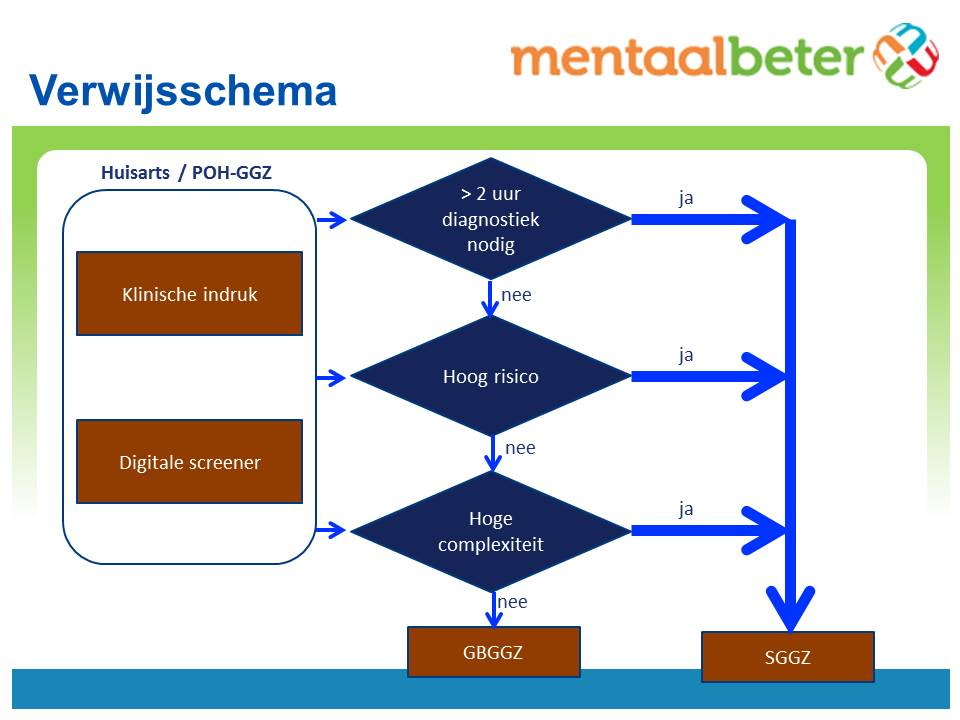 mentaalbeter
Verwijsschema
Huisarts / POH-GGZ
Klinische indruk
Digitale screener
> 2 uur
diagnostiek
nodig
ja
nee
Hoog risico
ja
nee
Hoge
complexiteit
ja
nee
GBGGZ
SGGZ